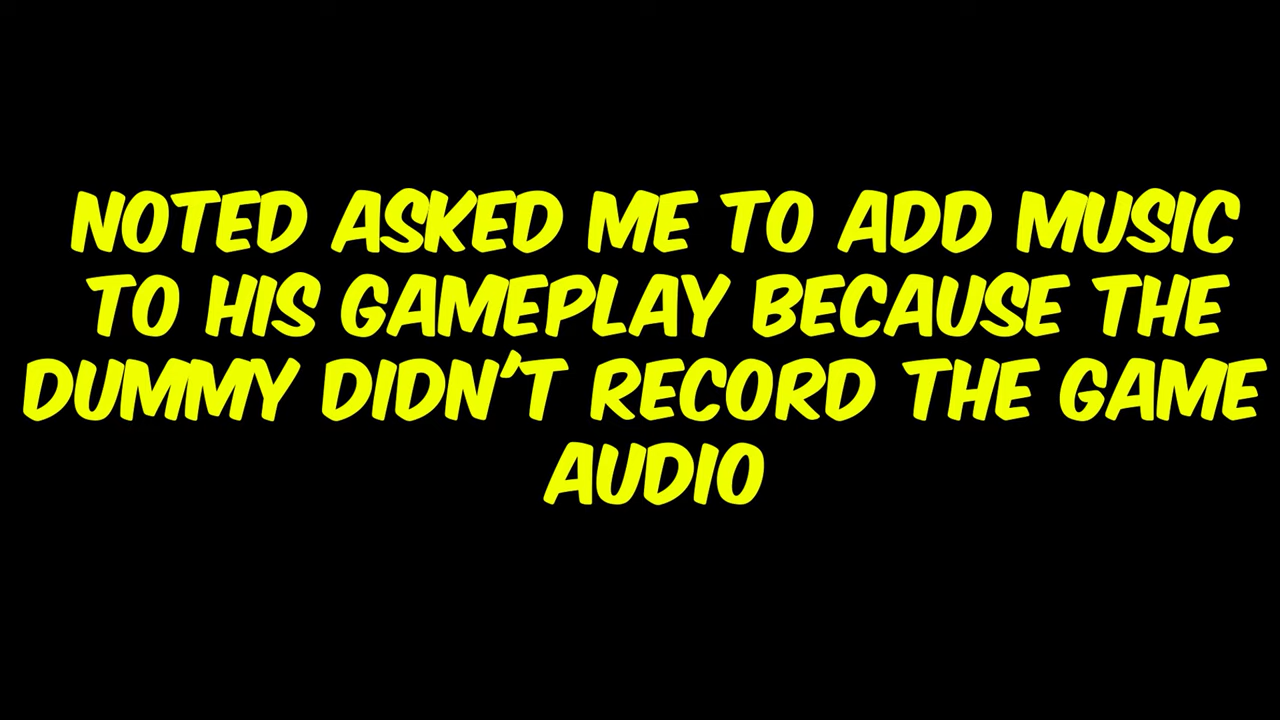 NOTED ASKED ME TO ADD MUSIC
TO HIS GAMEPLAY BECAUSE THE
DUMMY DIDN'T RECORD THE GAME
AUDIO